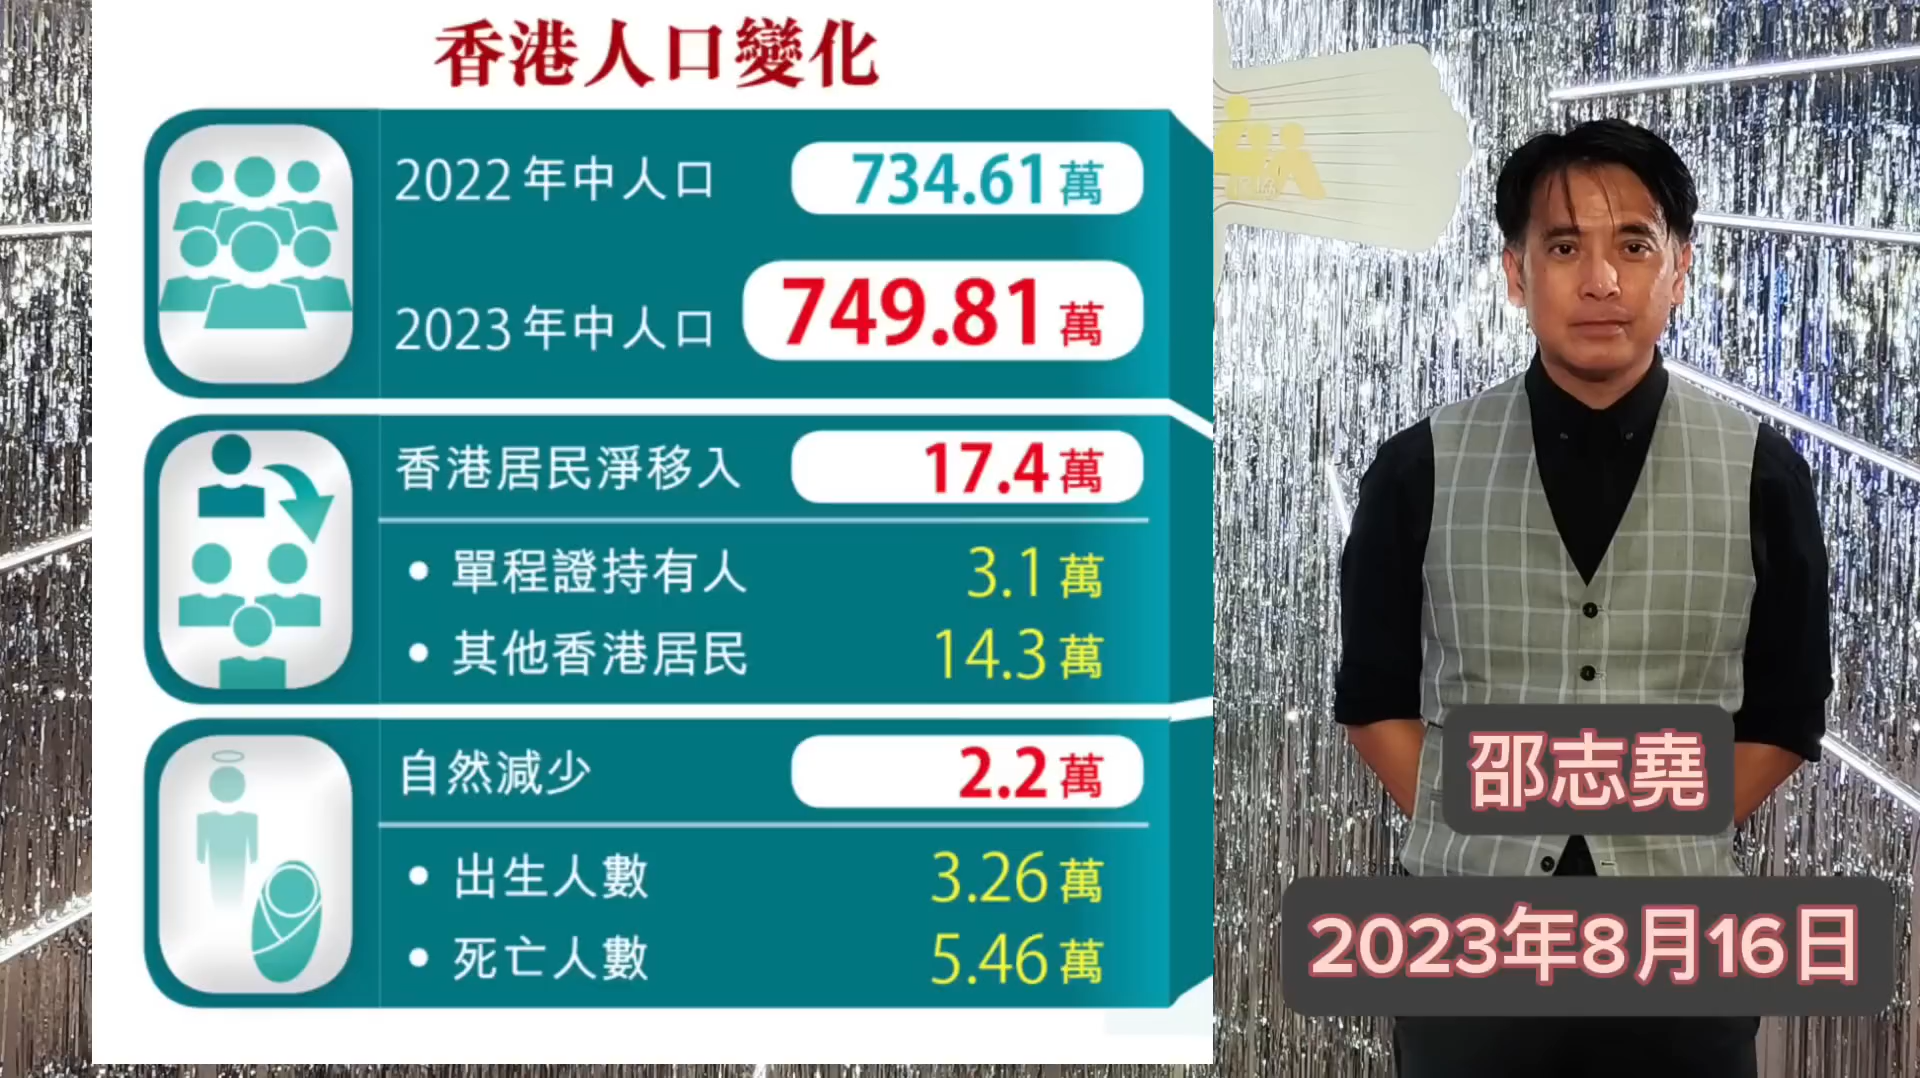 香港人口變化
2022年中人口 734.61萬
2023年中人口 749.81萬
香港居民淨移入 17.4萬
• 單程證持有人 3.1萬
• 其他香港居民 14.3萬
自然減少 2.2萬
• 出生人數 3.26萬
• 死亡人數 5.46萬
邵志堯
2023年8月16日